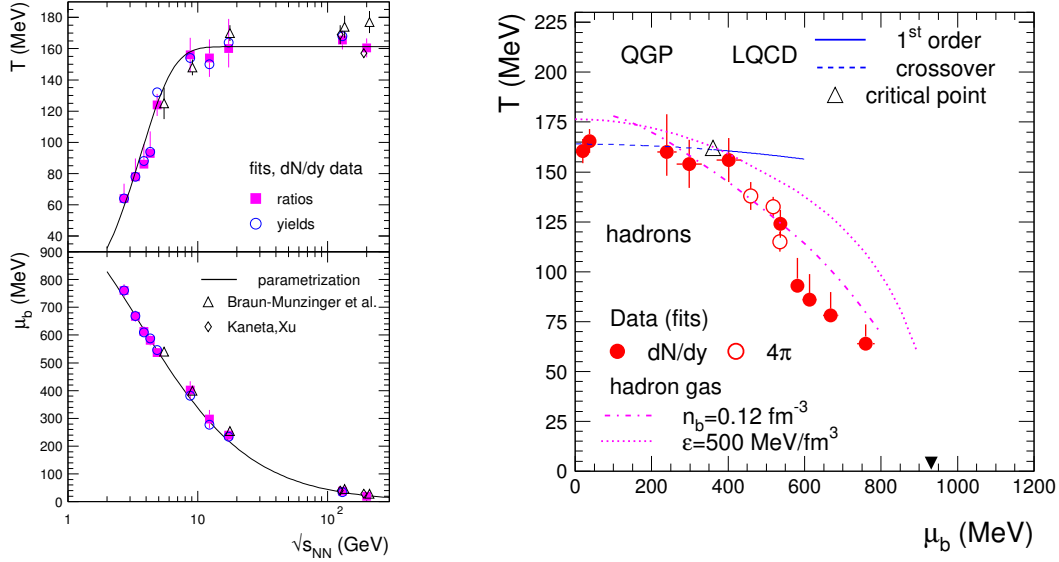 T (MeV)
180
160
140
120
100
80
60
40
fits, dN/dy data
ratios
yields
μb (MeV)
900
800
700
600
500
400
300
200
100
0
parametrization
Braun-Munzinger et al.
Kaneta,Xu
1 10 10²
√sNN (GeV)
T (MeV)
225
200
175
150
125
100
75
50
25
0
QGP LQCD
1st order
crossover
critical point
hadrons
Data (fits)
dN/dy 4π
hadron gas
nb=0.12 fm-3
ε=500 MeV/fm3
0 200 400 600 800 1000 1200
μb (MeV)